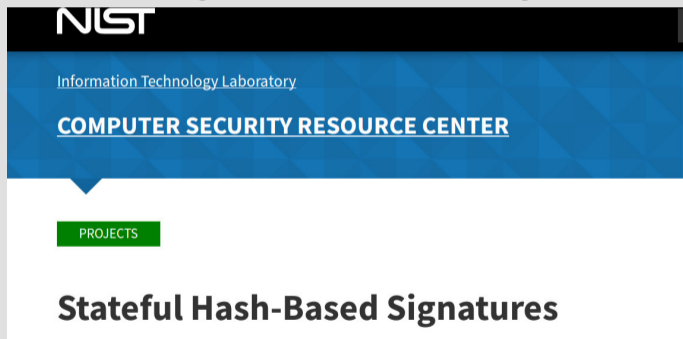 NIST
Information Technology Laboratory
COMPUTER SECURITY RESOURCE CENTER
PROJECTS
Stateful Hash-Based Signatures